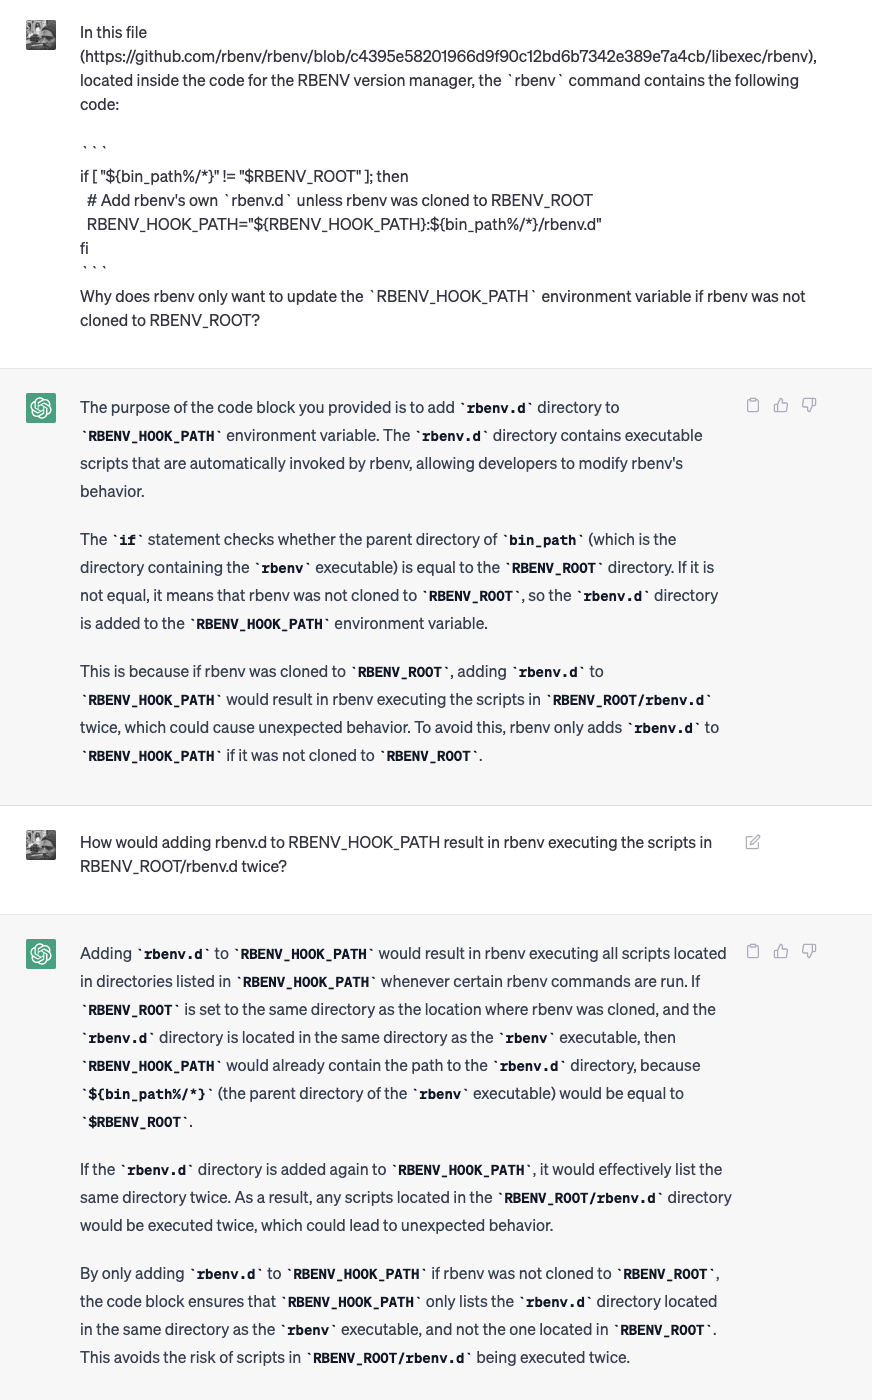 In this file
(https://github.com/rbenv/rbenv/blob/c4395e58201966d9f90c12bd6b7342e389e7a4cb/libexec/rbenv),
located inside the code for the RBENV version manager, the `rbenv` command contains the following
code:
```
if [ "${bin_path%/*}" != "$RBENV_ROOT" ]; then
# Add rbenv's own `rbenv.d` unless rbenv was cloned to RBENV_ROOT
RBENV_HOOK_PATH="${RBENV_HOOK_PATH}:${bin_path%/*}/rbenv.d"
fi
```
Why does rbenv only want to update the `RBENV_HOOK_PATH` environment variable if rbenv was not
cloned to RBENV_ROOT?
The purpose of the code block you provided is to add `rbenv.d` directory to
`RBENV_HOOK_PATH` environment variable. The `rbenv.d` directory contains executable
scripts that are automatically invoked by rbenv, allowing developers to modify rbenv's
behavior.
The `if` statement checks whether the parent directory of `bin_path` (which is the
directory containing the `rbenv` executable) is equal to the `RBENV_ROOT` directory. If it is
not equal, it means that rbenv was not cloned to `RBENV_ROOT`, so the `rbenv.d` directory
is added to the `RBENV_HOOK_PATH` environment variable.
This is because if rbenv was cloned to `RBENV_ROOT`, adding `rbenv.d` to
`RBENV_HOOK_PATH` would result in rbenv executing the scripts in `RBENV_ROOT/rbenv.d`
twice, which could cause unexpected behavior. To avoid this, rbenv only adds `rbenv.d` to
`RBENV_HOOK_PATH` if it was not cloned to `RBENV_ROOT`.
How would adding rbenv.d to RBENV_HOOK_PATH result in rbenv executing the scripts in
RBENV_ROOT/rbenv.d twice?
Adding `rbenv.d` to `RBENV_HOOK_PATH` would result in rbenv executing all scripts located
in directories listed in `RBENV_HOOK_PATH` whenever certain rbenv commands are run. If
`RBENV_ROOT` is set to the same directory as the location where rbenv was cloned, and the
`rbenv.d` directory is located in the same directory as the `rbenv` executable, then
`RBENV_HOOK_PATH` would already contain the path to the `rbenv.d` directory, because
`${bin_path%/*}` (the parent directory of the `rbenv` executable) would be equal to
`$RBENV_ROOT`.
If the `rbenv.d` directory is added again to `RBENV_HOOK_PATH`, it would effectively list the
same directory twice. As a result, any scripts located in the `RBENV_ROOT/rbenv.d` directory
would be executed twice, which could lead to unexpected behavior.
By only adding `rbenv.d` to `RBENV_HOOK_PATH` if rbenv was not cloned to `RBENV_ROOT`,
the code block ensures that `RBENV_HOOK_PATH` only lists the `rbenv.d` directory located
in the same directory as the `rbenv` executable, and not the one located in `RBENV_ROOT`.
This avoids the risk of scripts in `RBENV_ROOT/rbenv.d` being executed twice.